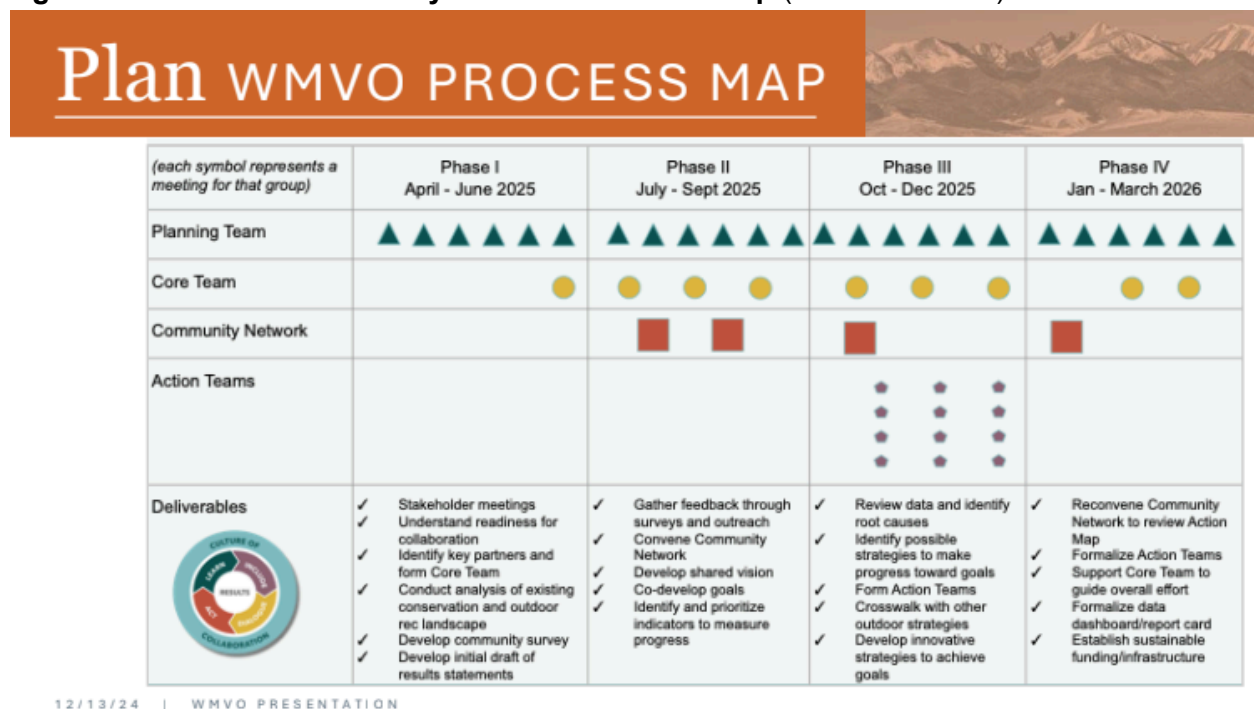 Plan WMVO PROCESS MAP
(each symbol represents a
meeting for that group)
Phase I
April - June 2025
Phase II
July - Sept 2025
Phase III
Oct - Dec 2025
Phase IV
Jan - March 2026
Planning Team
Core Team
Community Network
Action Teams
Deliverables
CULTURE OF
LEARN
INCLUDE
RESULTS
ACT
DIALOGUE
COLLABORATION
✓ Stakeholder meetings
✓ Understand readiness for
collaboration
✓ Identify key partners and
form Core Team
✓ Conduct analysis of existing
conservation and outdoor
rec landscape
✓ Develop community survey
✓ Develop initial draft of
results statements
✓ Gather feedback through
surveys and outreach
✓ Convene Community
Network
✓ Develop shared vision
✓ Co-develop goals
✓ Identify and prioritize
indicators to measure
progress
✓ Review data and identify
root causes
✓ Identify possible
strategies to make
progress toward goals
✓ Form Action Teams
✓ Crosswalk with other
outdoor strategies
✓ Develop innovative
strategies to achieve
goals
✓ Reconvene Community
Network to review Action
Map
✓ Formalize Action Teams
✓ Support Core Team to
guide overall effort
✓ Formalize data
dashboard/report card
✓ Establish sustainable
funding/infrastructure
12/13/24 | WMVO PRESENTATION